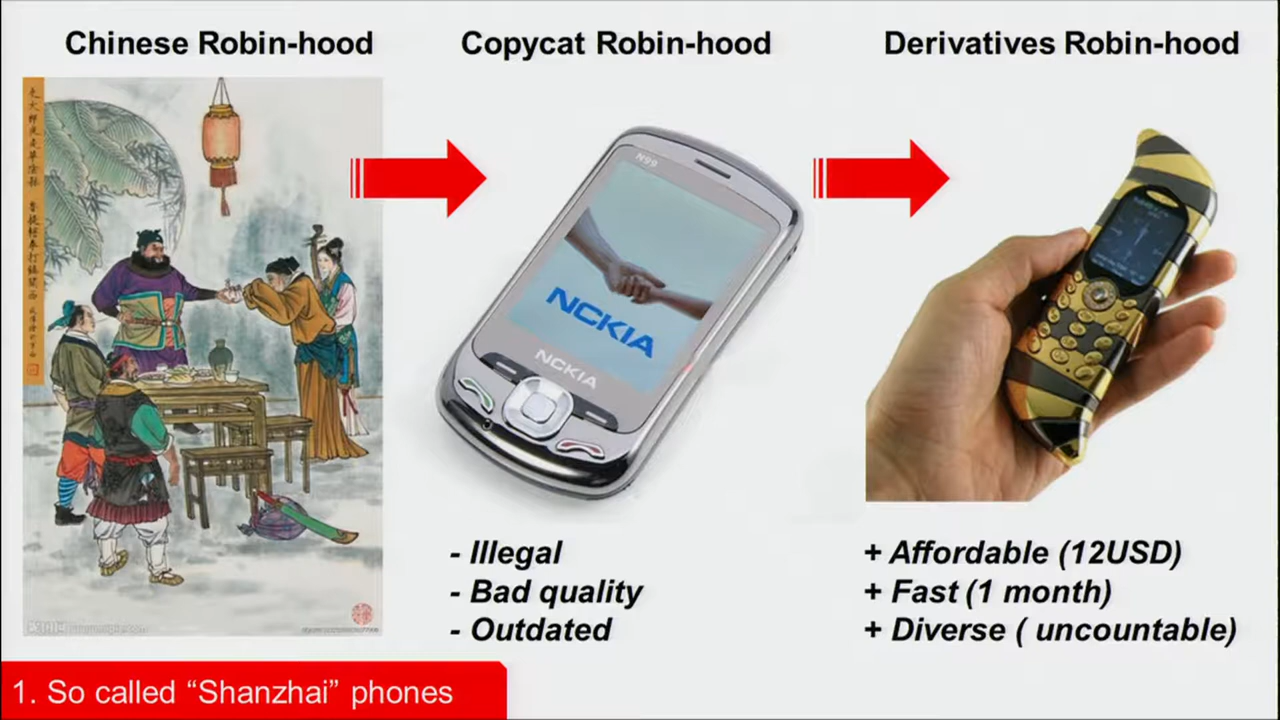 Chinese Robin-hood
Copycat Robin-hood
Derivatives Robin-hood
N99
NCKIA
NCKIA
- Illegal
- Bad quality
- Outdated
+ Affordable (12USD)
+ Fast (1 month)
+ Diverse ( uncountable)
1. So called “Shanzhai” phones